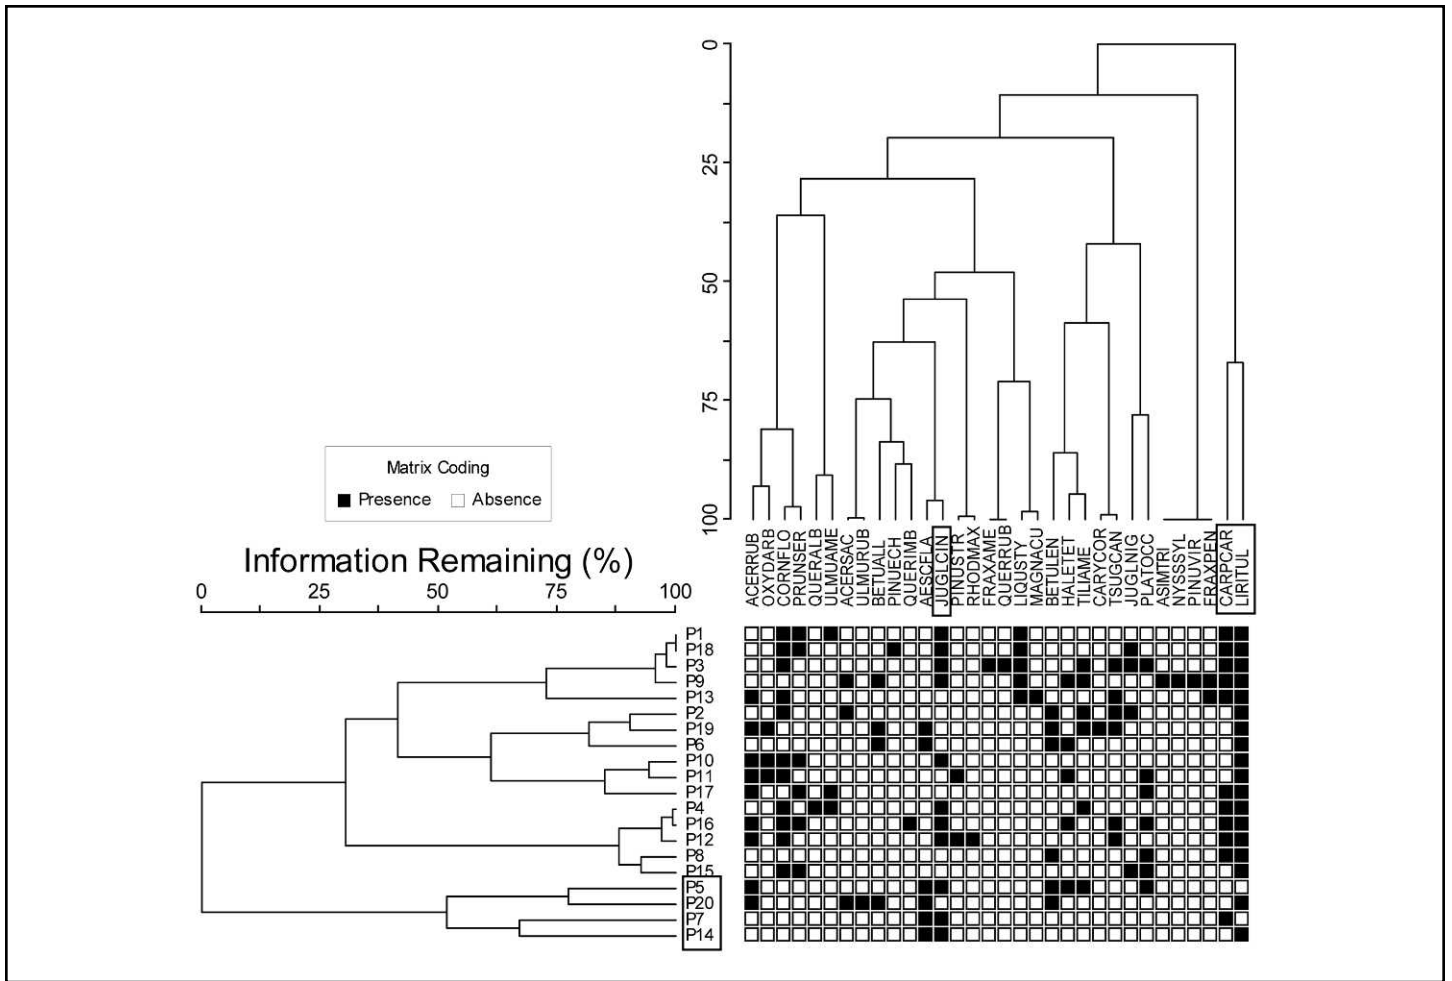 0
25
50
75
100
Matrix Coding
Presence Absence
Information Remaining (%)
0 25 50 75 100
ACERRUB
OXYDARB
CORNFLO
PRUNSER
QUERALB
ULMUAME
ACERSAC
ULMURUB
BETUALL
PINUECH
QUERIMB
AESCFLA
JUGLCIN
PINUSTR
RHODMAX
FRAXAME
QUERRUB
LIQUSTY
MAGNACU
BETULEN
HALETET
TILIAME
CARYCOR
TSUGCAN
JUGLNIG
PLATOCC
ASIMTRI
NYSSSYL
PINUVIR
FRAXPEN
CARPCAR
LIRITUL
P1
P18
P3
P9
P13
P2
P19
P6
P10
P11
P17
P4
P16
P12
P8
P15
P5
P20
P7
P14